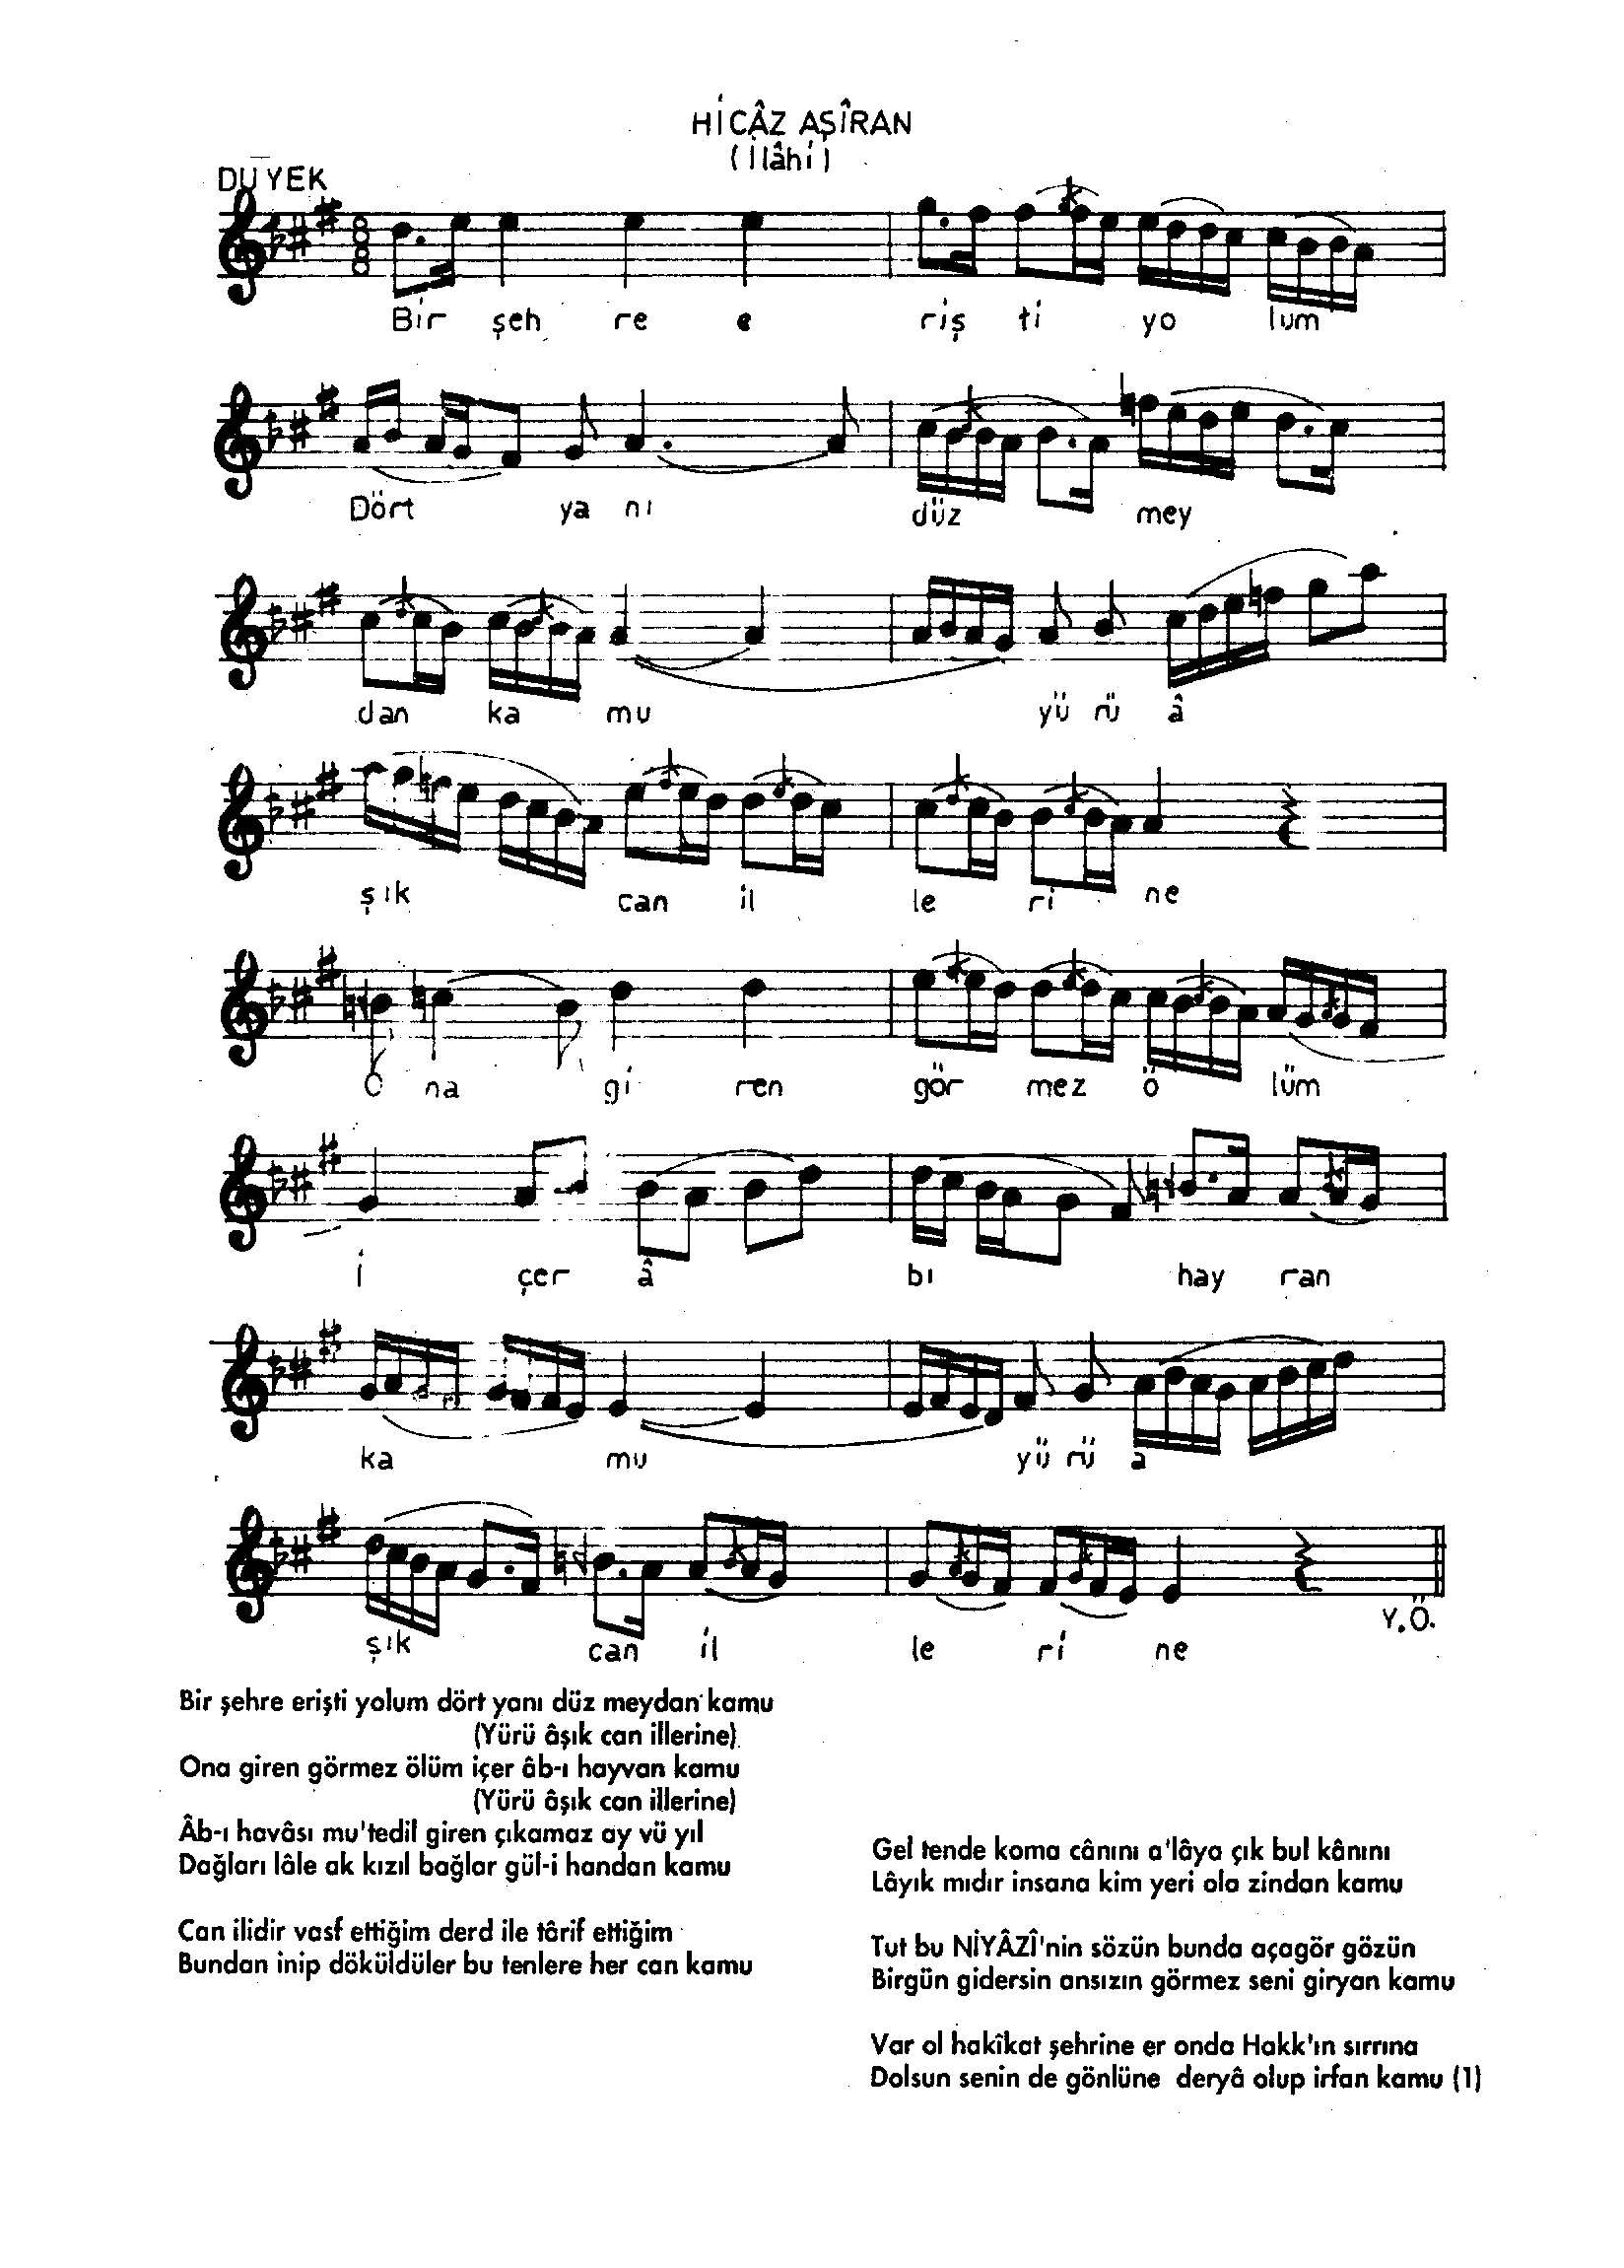 HİCÂZ AŞÎRAN
(İlâhi)
DÜYEK
8
8
Bir şeh re e riş ti yo lum
Dört ya nı düz mey
dan ka mu yü rü â
şık can il le ri ne
O na gi ren gör mez ö lüm
İ çer â bı hay ran
ka mu yü rü a
şık can il le ri ne
Y.Ö.
Bir şehre erişti yolum dört yanı düz meydan kamu
(Yürü âşık can illerine)
Ona giren görmez ölüm içer âb-ı hayvan kamu
(Yürü âşık can illerine)
Âb-ı havâsı mu'tedil giren çıkamaz ay vü yıl
Dağları lâle ak kızıl bağlar gül-i handan kamu
Can ilidir vasf ettiğim derd ile târif ettiğim
Bundan inip döküldüler bu tenlere her can kamu
Gel tende koma cânını a'lâya çık bul kânını
Lâyık mıdır insana kim yeri ola zindan kamu
Tut bu NİYÂZÎ'nin sözün bunda açagör gözün
Birgün gidersin ansızın görmez seni giryan kamu
Var ol hakîkat şehrine er onda Hakk'ın sırrına
Dolsun senin de gönlüne deryâ olup irfan kamu (1)